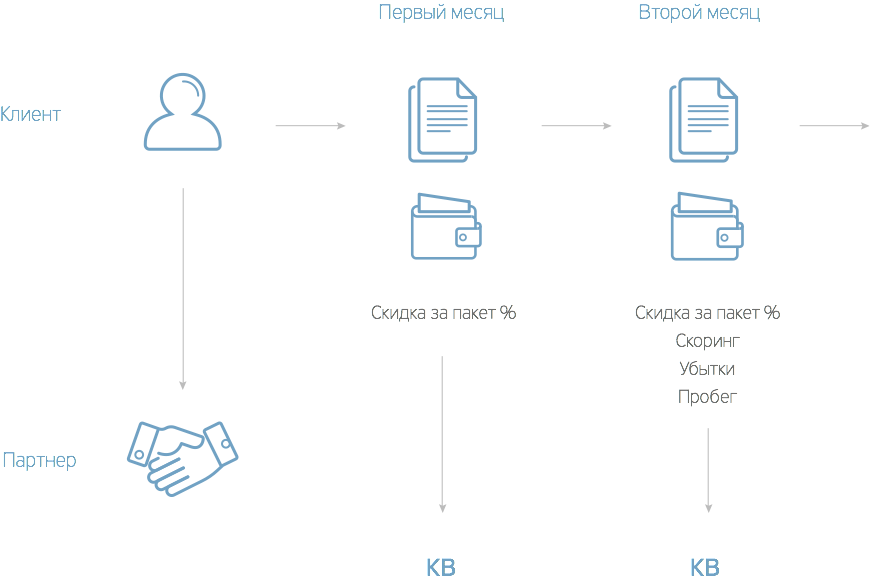 Первый месяц
Второй месяц
Клиент
Скидка за пакет %
Скидка за пакет %
Скоринг
Убытки
Пробег
Партнер
КВ
КВ